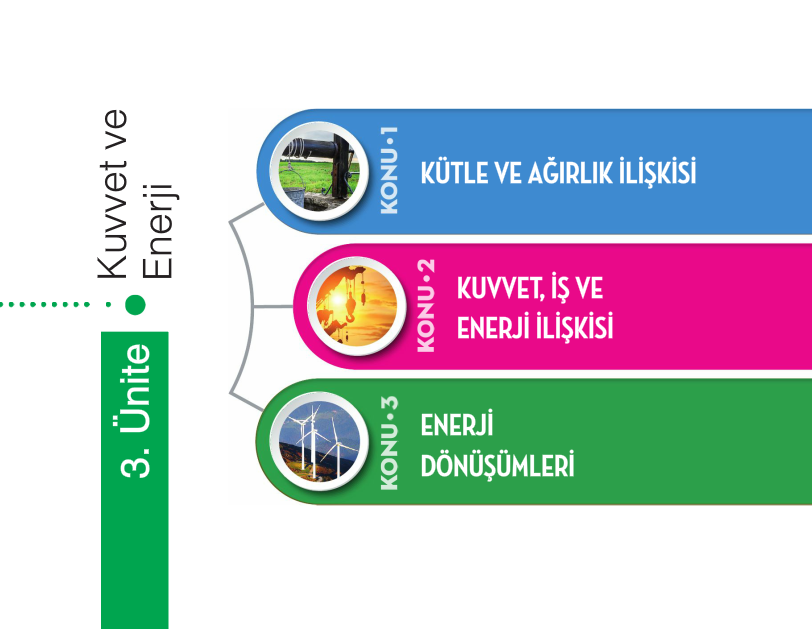 3. Ünite
Kuvvet ve
Enerji
KONU•1
KÜTLE VE AĞIRLIK İLİŞKİSİ
KONU•2
KUVVET, İŞ VE
ENERJİ İLİŞKİSİ
KONU•3
ENERJİ
DÖNÜŞÜMLERİ